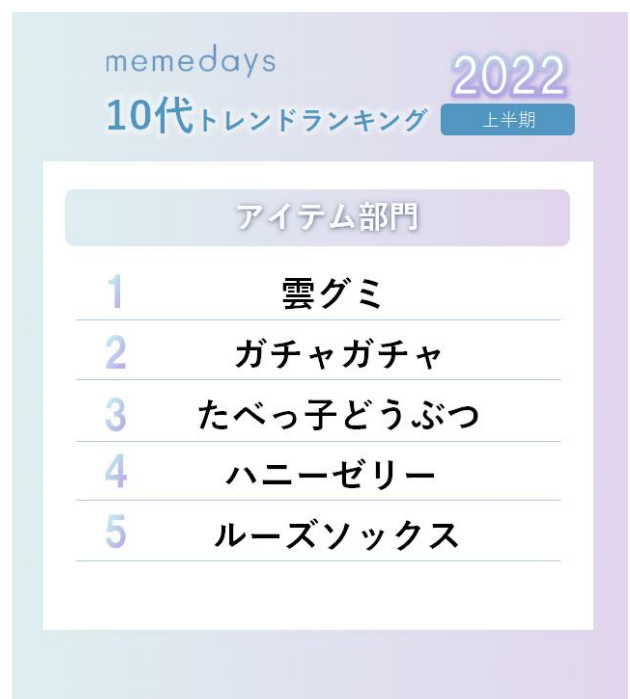 memedays
2022
10代トレンドランキング
上半期
アイテム部門
1 雲グミ
2 ガチャガチャ
3 たべっ子どうぶつ
4 ハニーゼリー
5 ルーズソックス